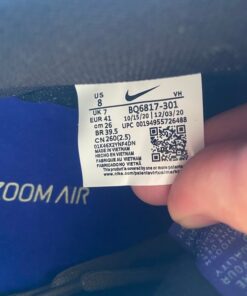 US 8 VH
UK 7 BQ6817-301
EUR 41 10/15/20 12/03/20
cm 26 UPC 00194955726488
BR 39.5
CN 260(2.5)
MADE IN VIETNAM
FABRIQUÉ AU VIETNAM
HECHO EN VIETNAM
ZOOM AIR